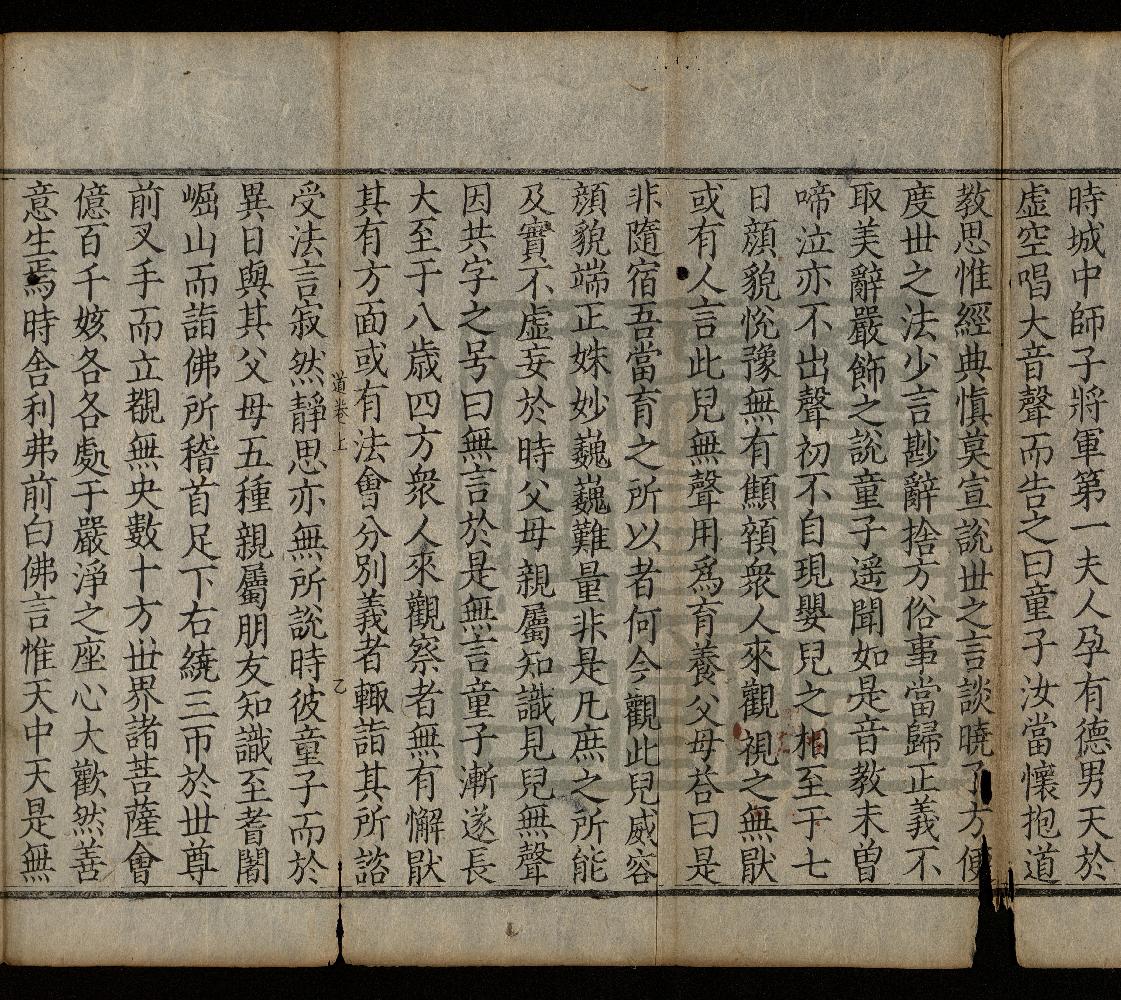 時城中師子將軍第一夫人孕有德男天於
虛空唱大音聲而告之曰童子汝當懷抱道
教思惟經典慎莫宣說世之言談曉了方便
度世之法少言尠辭捨方俗事當歸正義不
取美辭嚴飾之說童子遥聞如是音教未曽
啼泣亦不出聲初不自現嬰兒之相至于七
日顔貌恱豫無有顦顇衆人來觀視之無猒
或有人言此兒無聲用爲育養父母荅曰是
非隨宿吾當育之所以者何今觀此兒威容
顔貌端正姝妙巍巍難量非是凡庶之所能
及實不虛妄於時父母親屬知識見兒無聲
因共字之号曰無言於是無言童子漸遂長
大至于八歳四方衆人來觀察者無有懈猒
其有方面或有法會分別義者輙詣其所諮
道卷上 乙
受法言寂然靜思亦無所說時彼童子而於
異日與其父母五種親屬朋友知識至耆闍
崛山而詣佛所稽首足下右繞三帀於世尊
前叉手而立覩無央數十方世界諸菩薩會
億百千姟各各處于嚴淨之座心大歡然善
意生焉時舎利弗前白佛言惟天中天是無